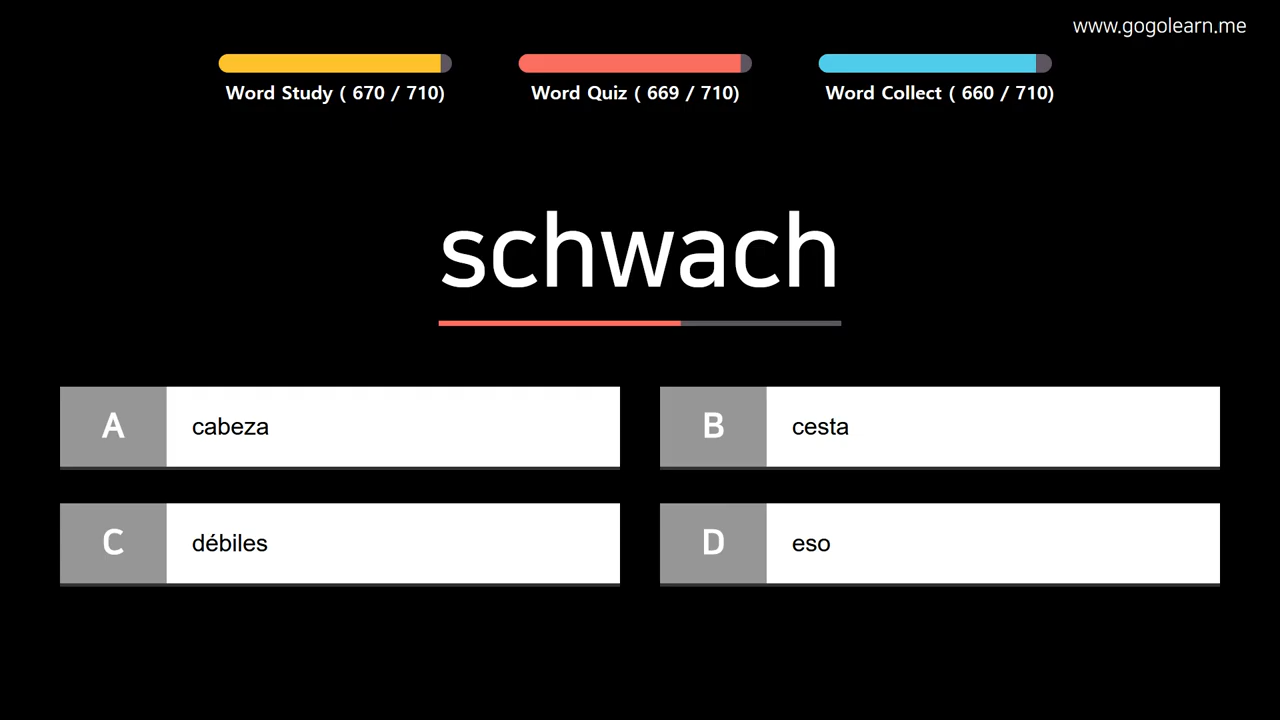 www.gogolearn.me
Word Study ( 670 / 710)
Word Quiz ( 669 / 710)
Word Collect ( 660 / 710)
schwach
A cabeza
B cesta
C débiles
D eso